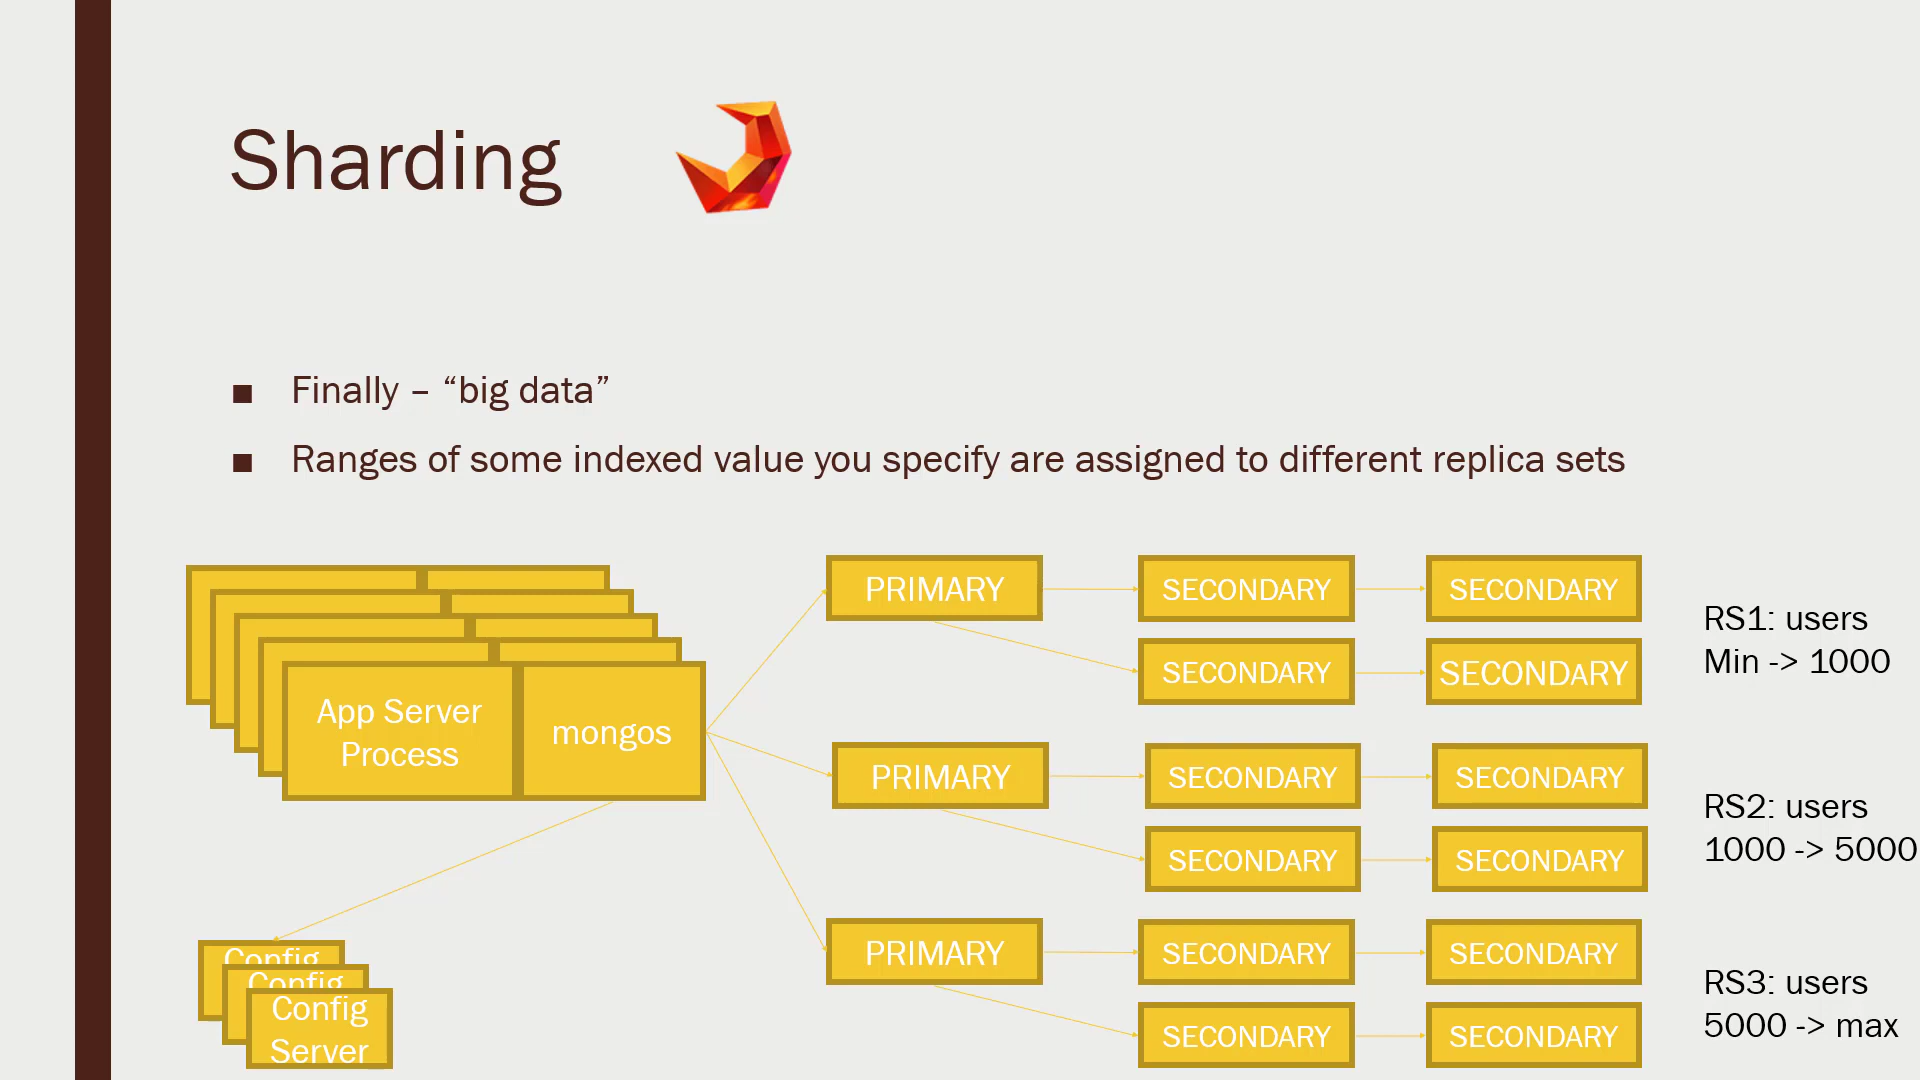 Sharding
■ Finally – “big data”
■ Ranges of some indexed value you specify are assigned to different replica sets
App Server
Process
mongos
Config
Config
Config
Server
PRIMARY
SECONDARY
SECONDARY
SECONDARY
SECONDARY
RS1: users
Min -> 1000
PRIMARY
SECONDARY
SECONDARY
SECONDARY
SECONDARY
RS2: users
1000 -> 5000
PRIMARY
SECONDARY
SECONDARY
SECONDARY
SECONDARY
RS3: users
5000 -> max